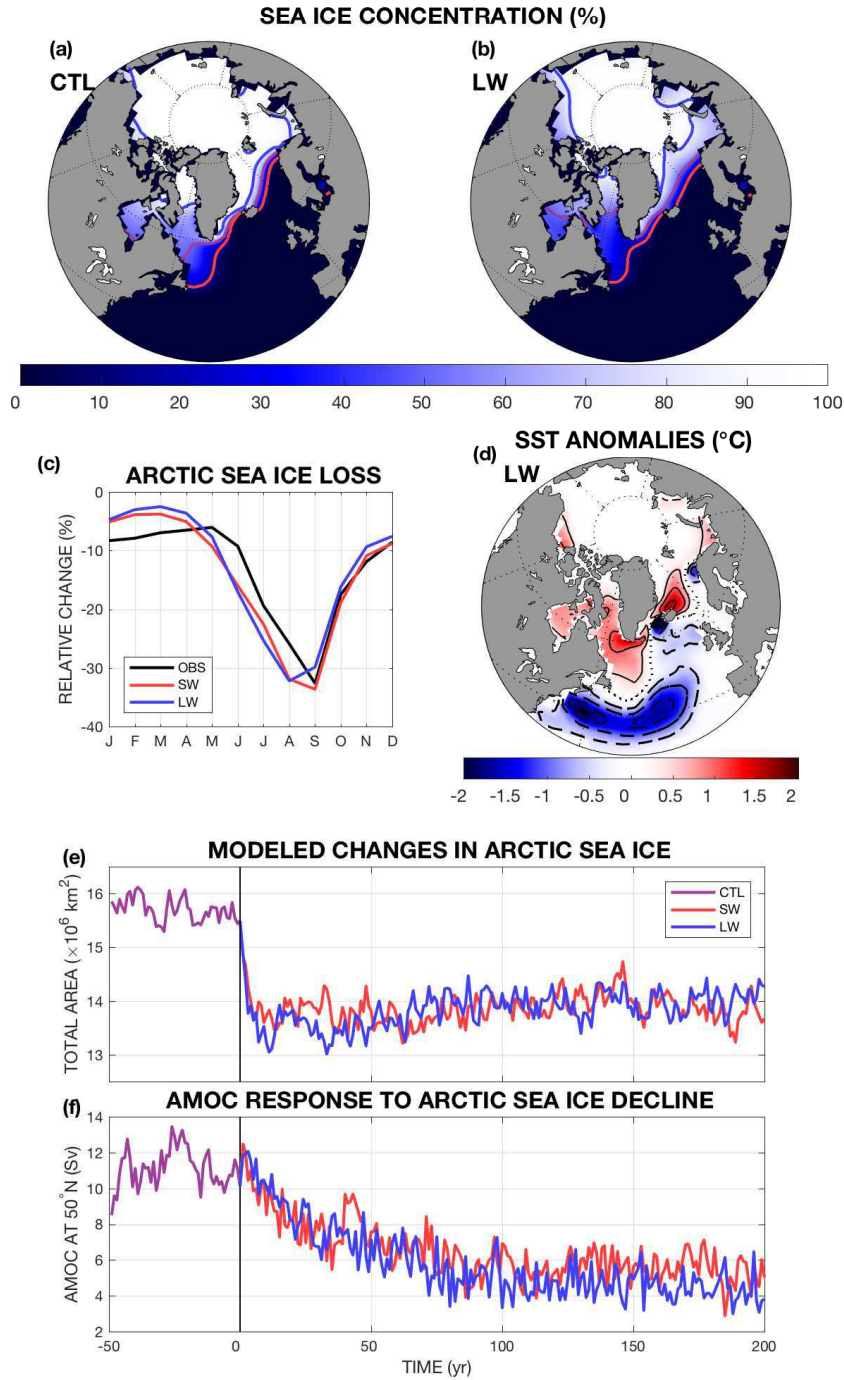 SEA ICE CONCENTRATION (%)
(a)
CTL
(b)
LW
0 10 20 30 40 50 60 70 80 90 100
(c)
ARCTIC SEA ICE LOSS
RELATIVE CHANGE (%)
0
-10
-20
-30
-40
OBS
SW
LW
J F M A M J J A S O N D
SST ANOMALIES (°C)
(d)
LW
-2 -1.5 -1 -0.5 0 0.5 1 1.5 2
(e)
MODELED CHANGES IN ARCTIC SEA ICE
TOTAL AREA (×10⁶ km²)
16
15
14
13
CTL
SW
LW
(f)
AMOC RESPONSE TO ARCTIC SEA ICE DECLINE
AMOC AT 50°N (Sv)
14
12
10
8
6
4
2
-50 0 50 100 150 200
TIME (yr)